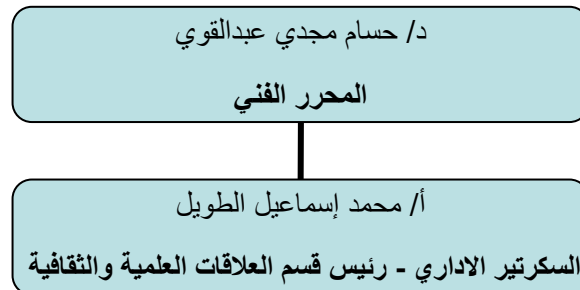 د/ حسام مجدي عبدالقوي
المحرر الفني
أ/ محمد إسماعيل الطويل
السكرتير الاداري - رئيس قسم العلاقات العلمية والثقافية